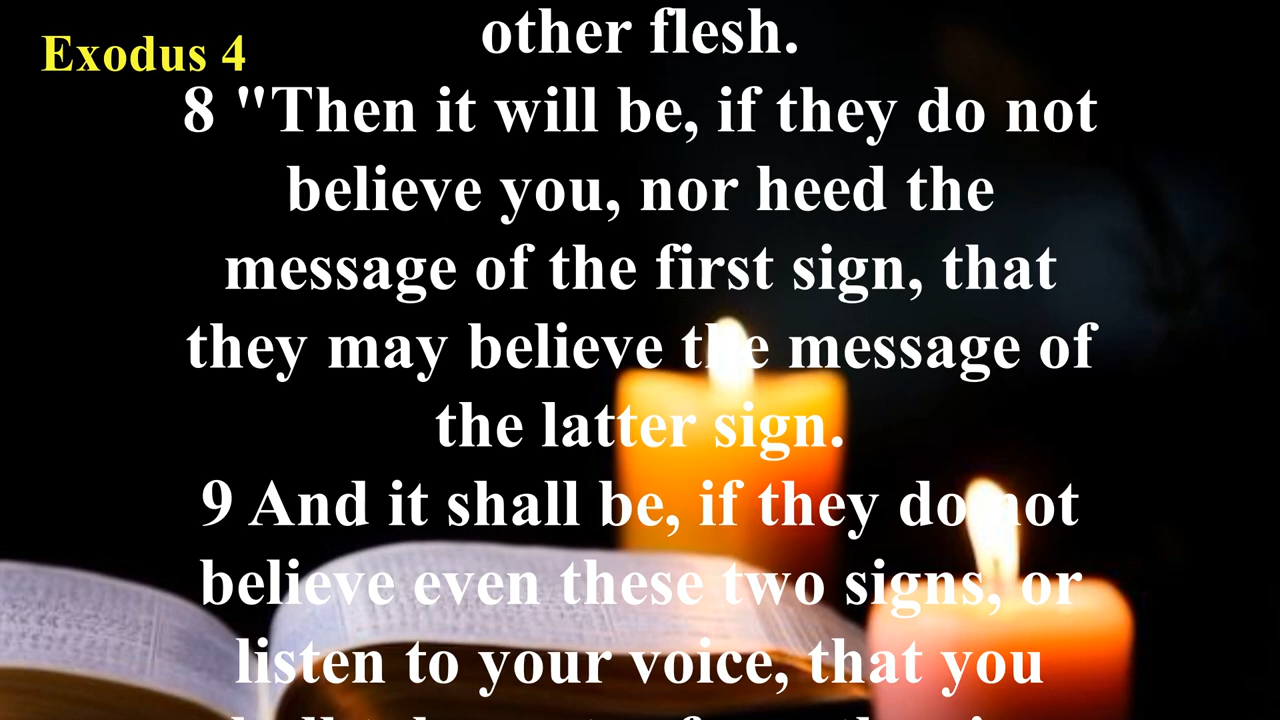 Exodus 4
other flesh.
8 "Then it will be, if they do not
believe you, nor heed the
message of the first sign, that
they may believe the message of
the latter sign.
9 And it shall be, if they do not
believe even these two signs, or
listen to your voice, that you